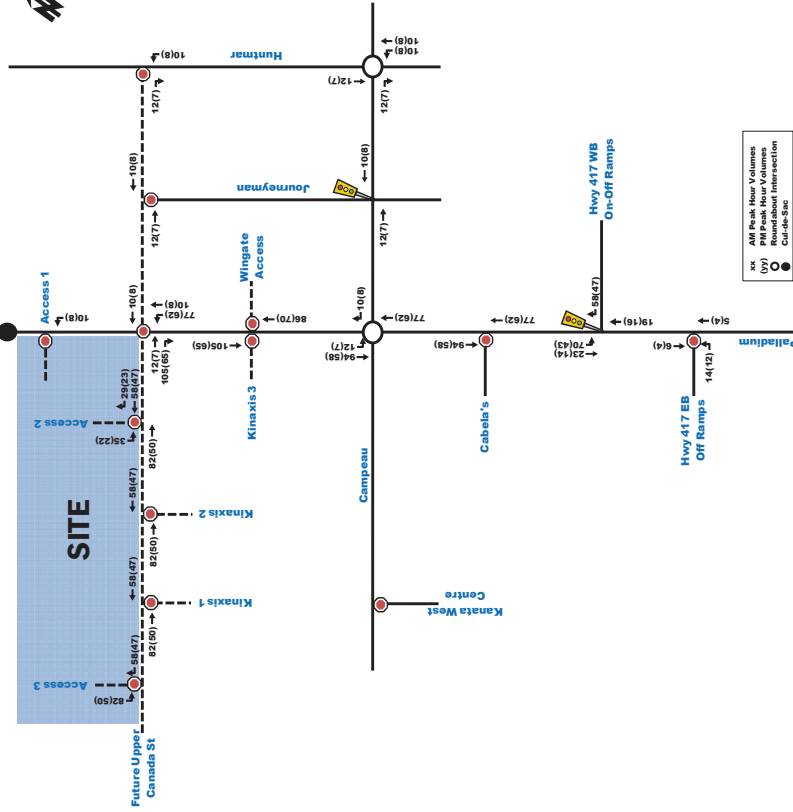 N
Huntmar
10(8)
10(8)
10(8)
12(7)
12(7)
12(7)
10(8)
10(8)
Journeyman
12(7)
12(7)
Access 1
10(8)
Wingate
Access
10(8)
77(62)
10(8)
86(70)
10(8)
77(62)
12(7)
105(65)
105(65)
12(7)
94(58)
Kinaxis 3
29(23)
58(47)
Access 2
35(22)
82(50)
SITE
58(47)
Kinaxis 2
82(50)
58(47)
Kinaxis 1
82(50)
58(47)
Access 3
82(50)
Future Upper
Canada St
Campeau
Kanata West
Centre
77(62)
94(58)
Cabela's
Hwy 417 WB
On-Off Ramps
58(47)
19(16)
70(43)
23(14)
5(4)
6(4)
14(12)
Hwy 417 EB
Off Ramps
Palladium
xx AM Peak Hour Volumes
(yy) PM Peak Hour Volumes
Roundabout Intersection
Cul-de-Sac